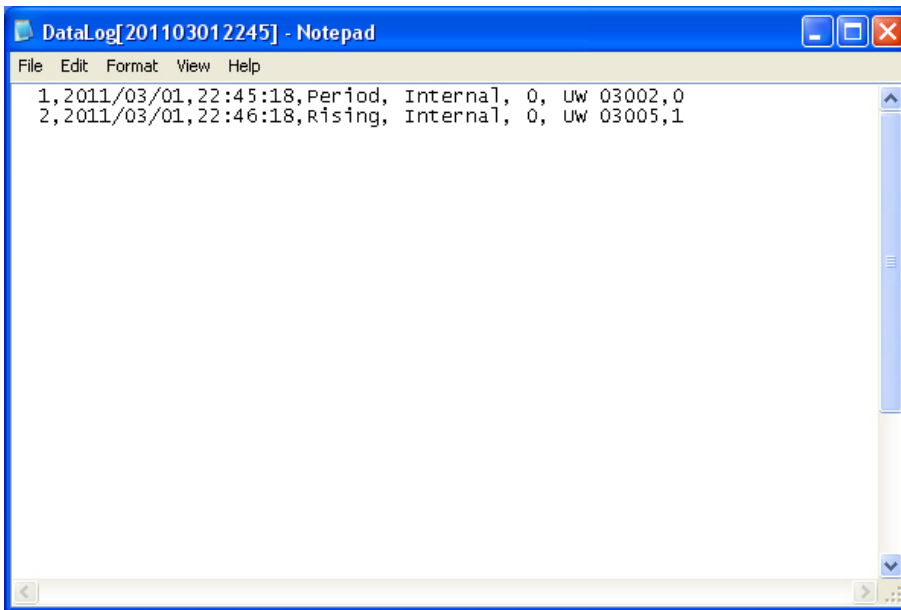 DataLog[201103012245] - Notepad
File Edit Format View Help
1,2011/03/01,22:45:18,Period, Internal, 0, UW 03002,0
2,2011/03/01,22:46:18,Rising, Internal, 0, UW 03005,1